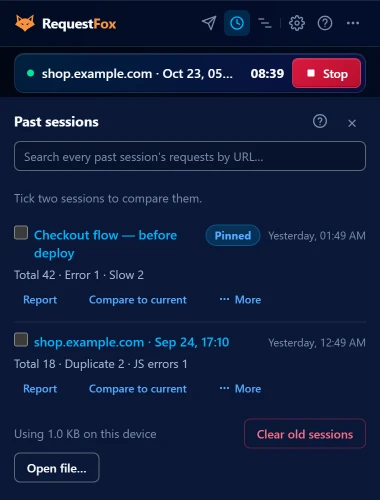 RequestFox
shop.example.com · Oct 23, 05... 08:39 Stop
Past sessions
Search every past session's requests by URL...
Tick two sessions to compare them.
Checkout flow — before deploy Pinned Yesterday, 01:49 AM
Total 42 · Error 1 · Slow 2
Report Compare to current ··· More
shop.example.com · Sep 24, 17:10 Yesterday, 12:49 AM
Total 18 · Duplicate 2 · JS errors 1
Report Compare to current ··· More
Using 1.0 KB on this device Clear old sessions
Open file...